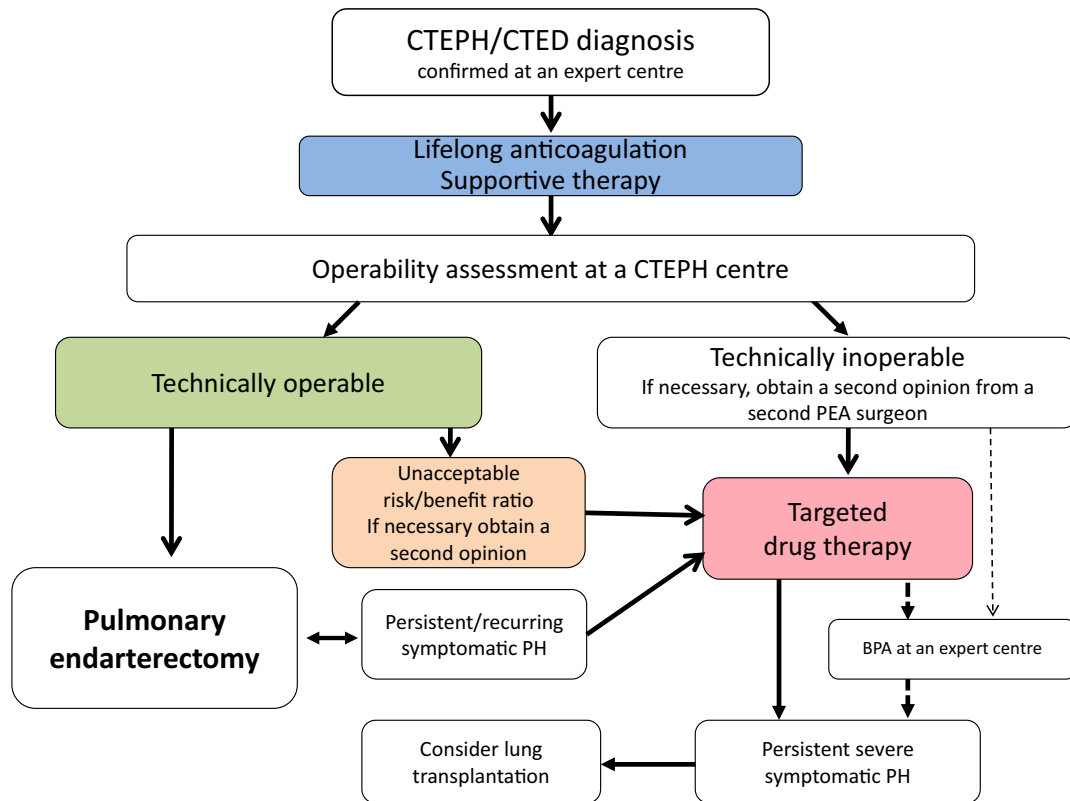 CTEPH/CTED diagnosis
confirmed at an expert centre
Lifelong anticoagulation
Supportive therapy
Operability assessment at a CTEPH centre
Technically operable
Technically inoperable
If necessary, obtain a second opinion from a
second PEA surgeon
Unacceptable
risk/benefit ratio
If necessary obtain a
second opinion
Targeted
drug therapy
Pulmonary
endarterectomy
Persistent/recurring
symptomatic PH
BPA at an expert centre
Consider lung
transplantation
Persistent severe
symptomatic PH